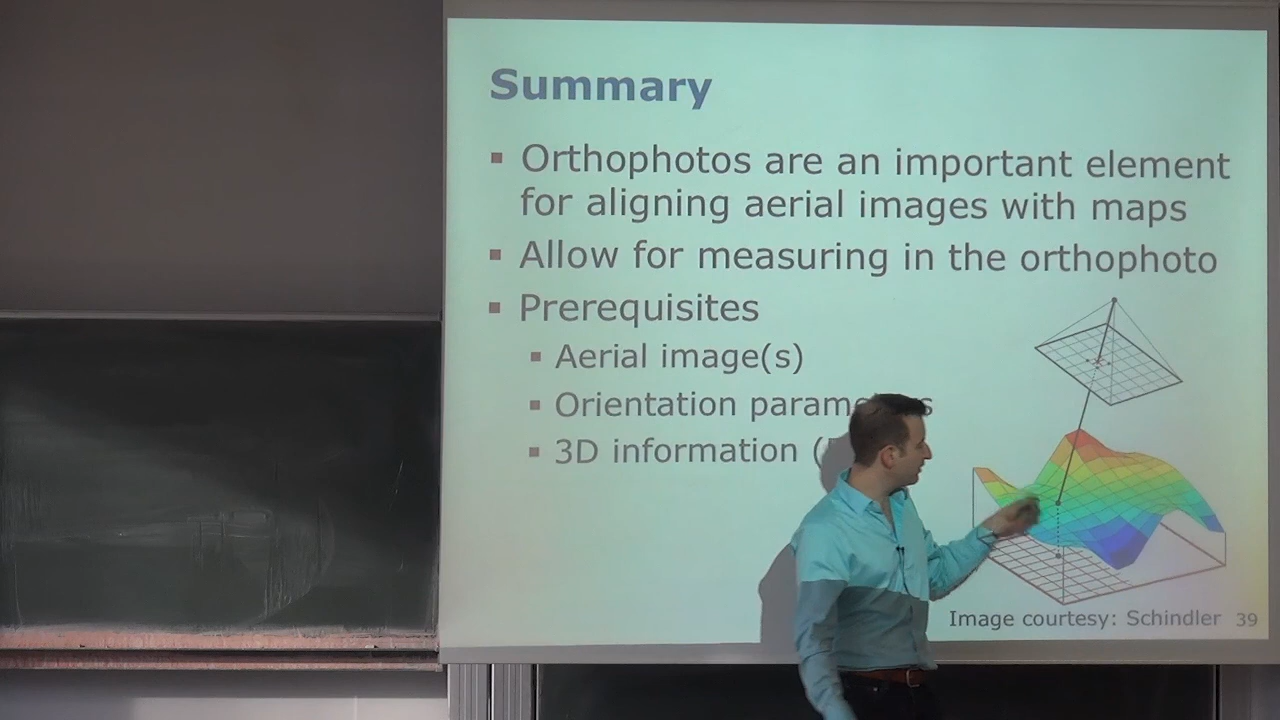 Summary
▪ Orthophotos are an important element
for aligning aerial images with maps
▪ Allow for measuring in the orthophoto
▪ Prerequisites
▪ Aerial image(s)
▪ Orientation
▪ 3D information (
Image courtesy: Schindler 39